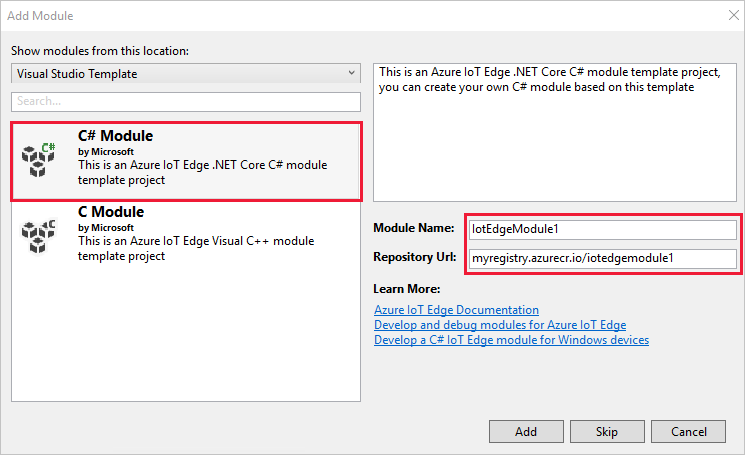 Add Module
Show modules from this location:
Visual Studio Template
Search...
C#
C# Module
by Microsoft
This is an Azure IoT Edge .NET Core C# module
template project
C
C Module
by Microsoft
This is an Azure IoT Edge Visual C++ module
template project
This is an Azure IoT Edge .NET Core C# module template project,
you can create your own C# module based on this template
Module Name: IotEdgeModule1
Repository Url: myregistry.azurecr.io/iotedgemodule1
Learn More:
Azure IoT Edge Documentation
Develop and debug modules for Azure IoT Edge
Develop a C# IoT Edge module for Windows devices
Add Skip Cancel